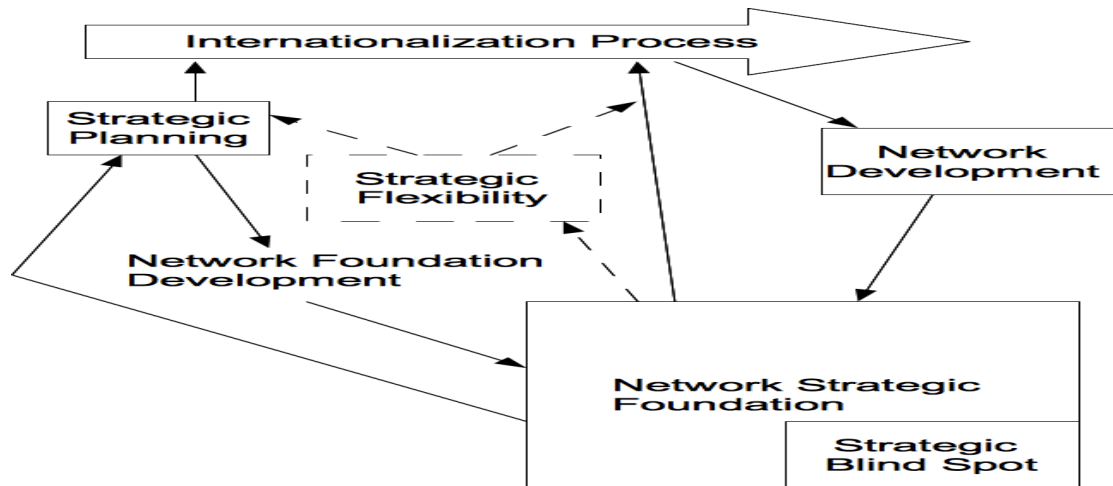 Internationalization Process
Strategic
Planning
Network
Development
Strategic
Flexibility
Network Foundation
Development
Network Strategic
Foundation
Strategic
Blind Spot